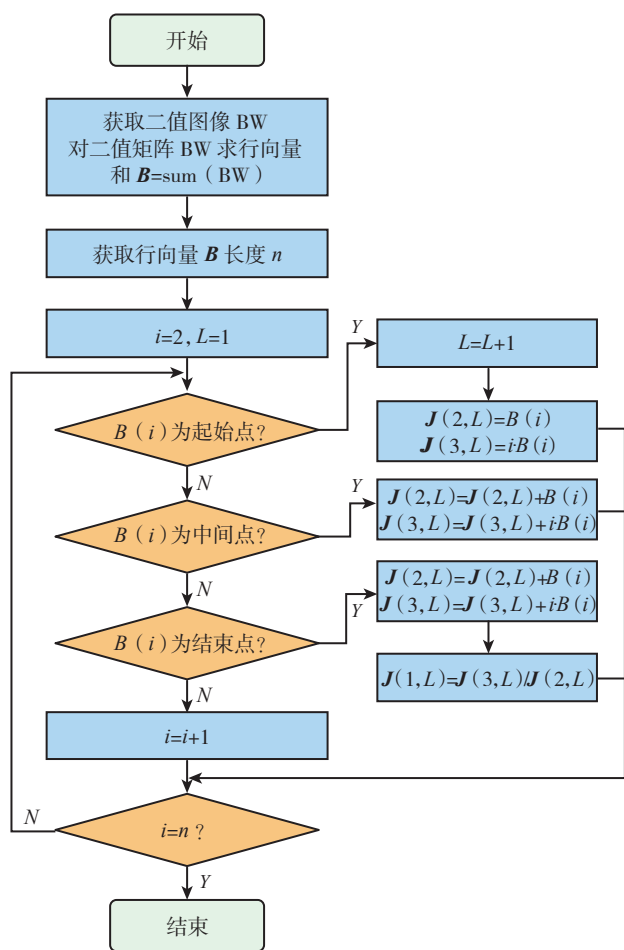 开始
获取二值图像 BW
对二值矩阵 BW 求行向量
和 B=sum（BW）
获取行向量 B 长度 n
i=2, L=1
Y
L=L+1
B（i）为起始点?
J(2,L)=B(i)
J(3,L)=i·B(i)
N
Y
B（i）为中间点?
J(2,L)=J(2,L)+B(i)
J(3,L)=J(3,L)+i·B(i)
N
Y
B（i）为结束点?
J(2,L)=J(2,L)+B(i)
J(3,L)=J(3,L)+i·B(i)
J(1,L)=J(3,L)/J(2,L)
N
i=i+1
N
i=n？
Y
结束